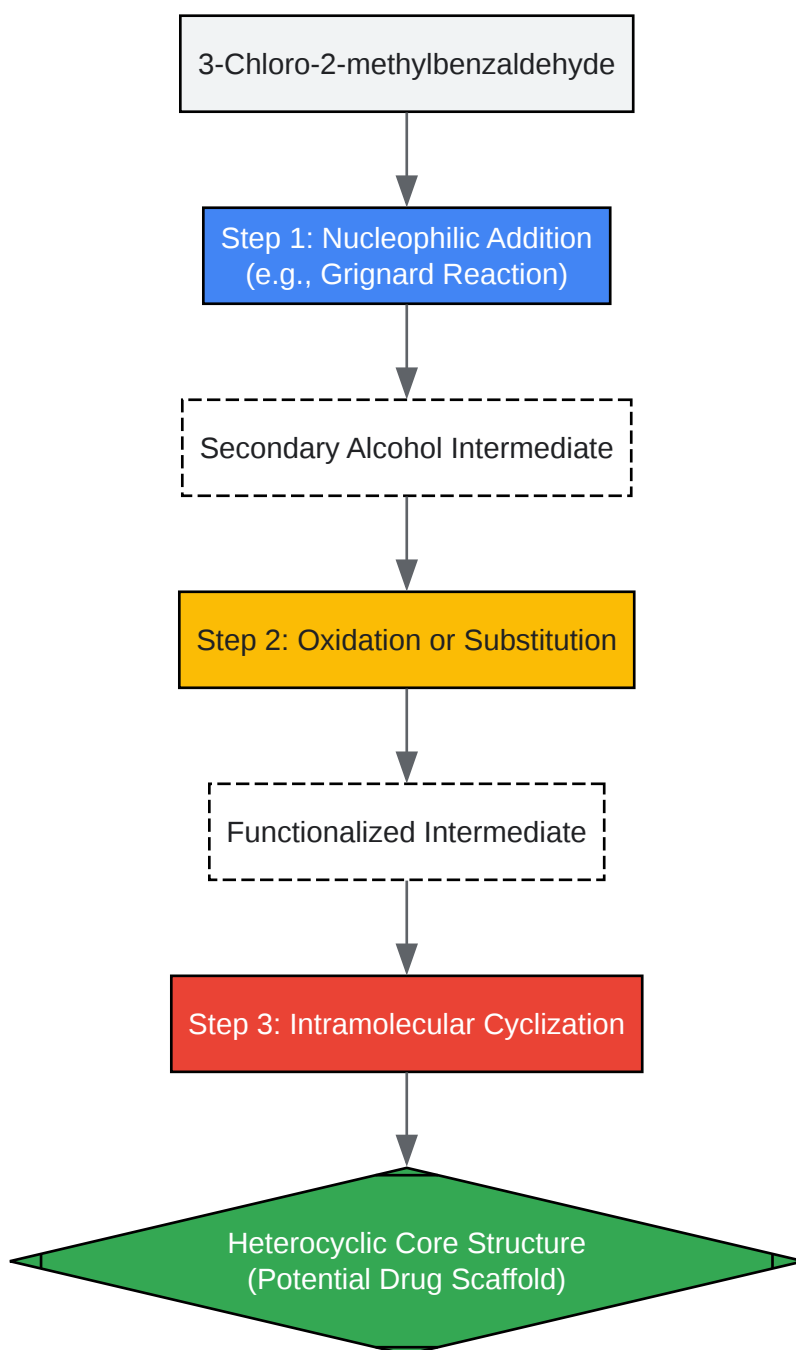 3-Chloro-2-methylbenzaldehyde
Step 1: Nucleophilic Addition
(e.g., Grignard Reaction)
Secondary Alcohol Intermediate
Step 2: Oxidation or Substitution
Functionalized Intermediate
Step 3: Intramolecular Cyclization
Heterocyclic Core Structure
(Potential Drug Scaffold)